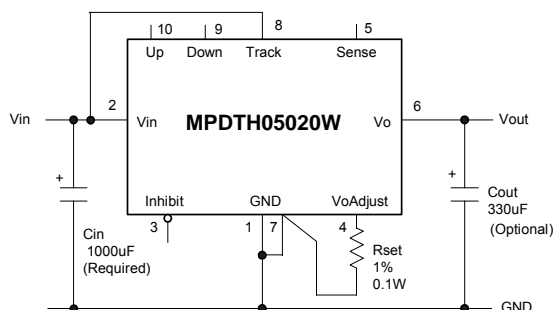 10 9 8 5
Up Down Track Sense
Vin 2 Vin MPDTH05020W Vo 6 Vout
+ +
Inhibit GND VoAdjust
3 1 7 4
Cin
1000uF
(Required)
Rset
1%
0.1W
Cout
330uF
(Optional)
GND